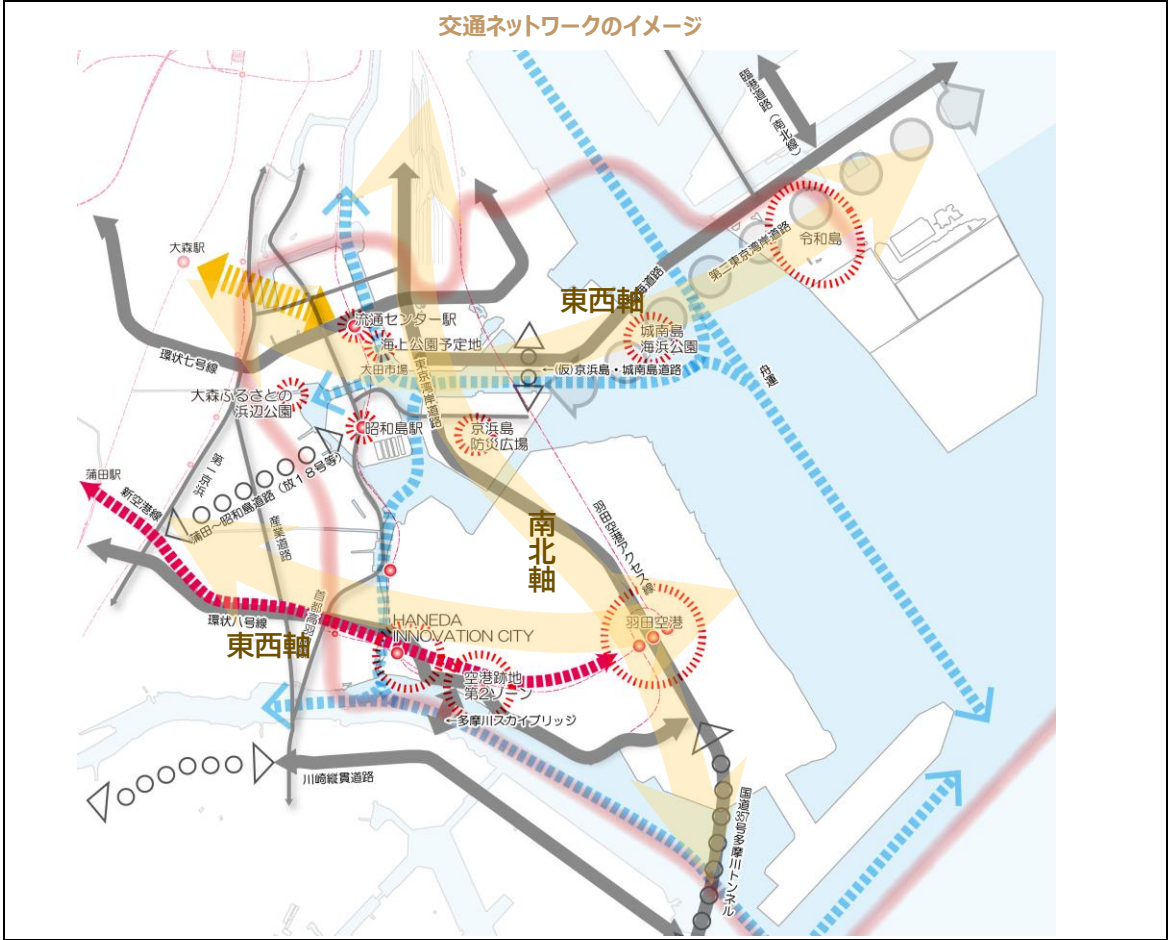 交通ネットワークのイメージ
臨港道路（南北線）
大森駅
令和島
第二東京湾岸道路
海道路
東西軸
流通センター駅
海上公園予定地
城南島
海浜公園
環状七号線
大田市場
←(仮)京浜島・城南島道路
舟運
東京湾岸道路
大森ふるさとの
浜辺公園
昭和島駅
京浜島
防災広場
蒲田駅
新空港線
第一京浜
蒲田～昭和島道路（放１８号等）
産業道路
南北軸
羽田空港アクセス線
首都高羽
環状八号線
HANEDA
INNOVATION CITY
羽田空港
東西軸
空港跡地
第２ゾーン
←多摩川スカイブリッジ
川崎縦貫道路
国道357号多摩川トンネル